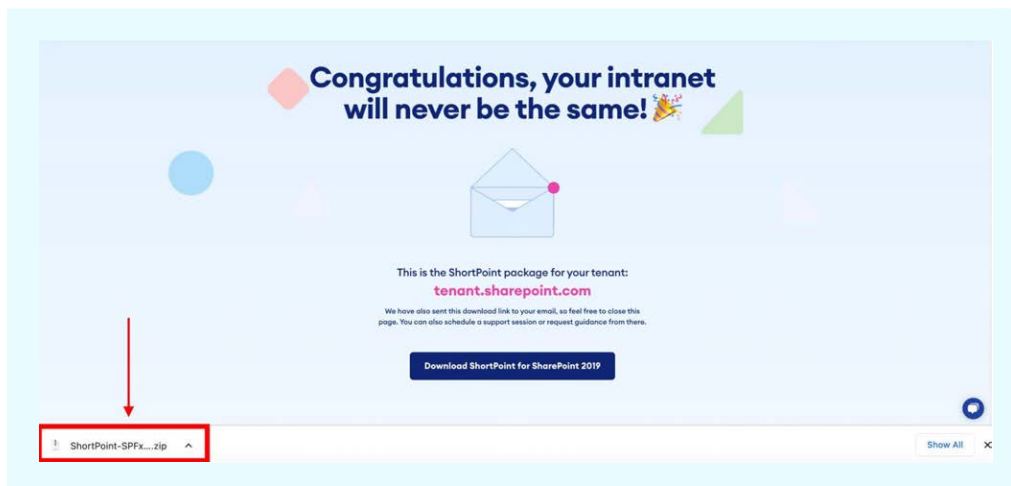 Congratulations, your intranet
will never be the same! 🎉
This is the ShortPoint package for your tenant:
tenant.sharepoint.com
We have also sent this download link to your email, so feel free to close this
page. You can also schedule a support session or request guidance from there.
Download ShortPoint for SharePoint 2019
ShortPoint-SPFx....zip
Show All